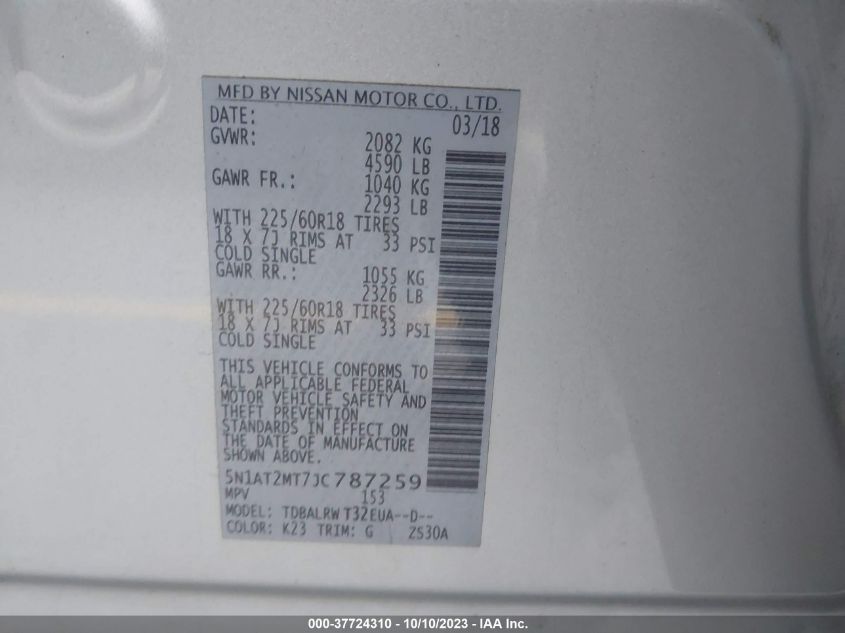 MFD BY NISSAN MOTOR CO., LTD.
DATE: 03/18
GVWR: 2082 KG
4590 LB
GAWR FR.: 1040 KG
2293 LB
WITH 225/60R18 TIRES
18 X 7J RIMS AT 33 PSI
COLD SINGLE
GAWR RR.: 1055 KG
2326 LB
WITH 225/60R18 TIRES
18 X 7J RIMS AT 33 PSI
COLD SINGLE
THIS VEHICLE CONFORMS TO
ALL APPLICABLE FEDERAL
MOTOR VEHICLE SAFETY AND
THEFT PREVENTION
STANDARDS IN EFFECT ON
THE DATE OF MANUFACTURE
SHOWN ABOVE.
5N1AT2MT7JC787259
MPV 153
MODEL: TDBALRW T32EUA--D--
COLOR: K23 TRIM: G ZS30A
000-37724310 - 10/10/2023 - IAA Inc.